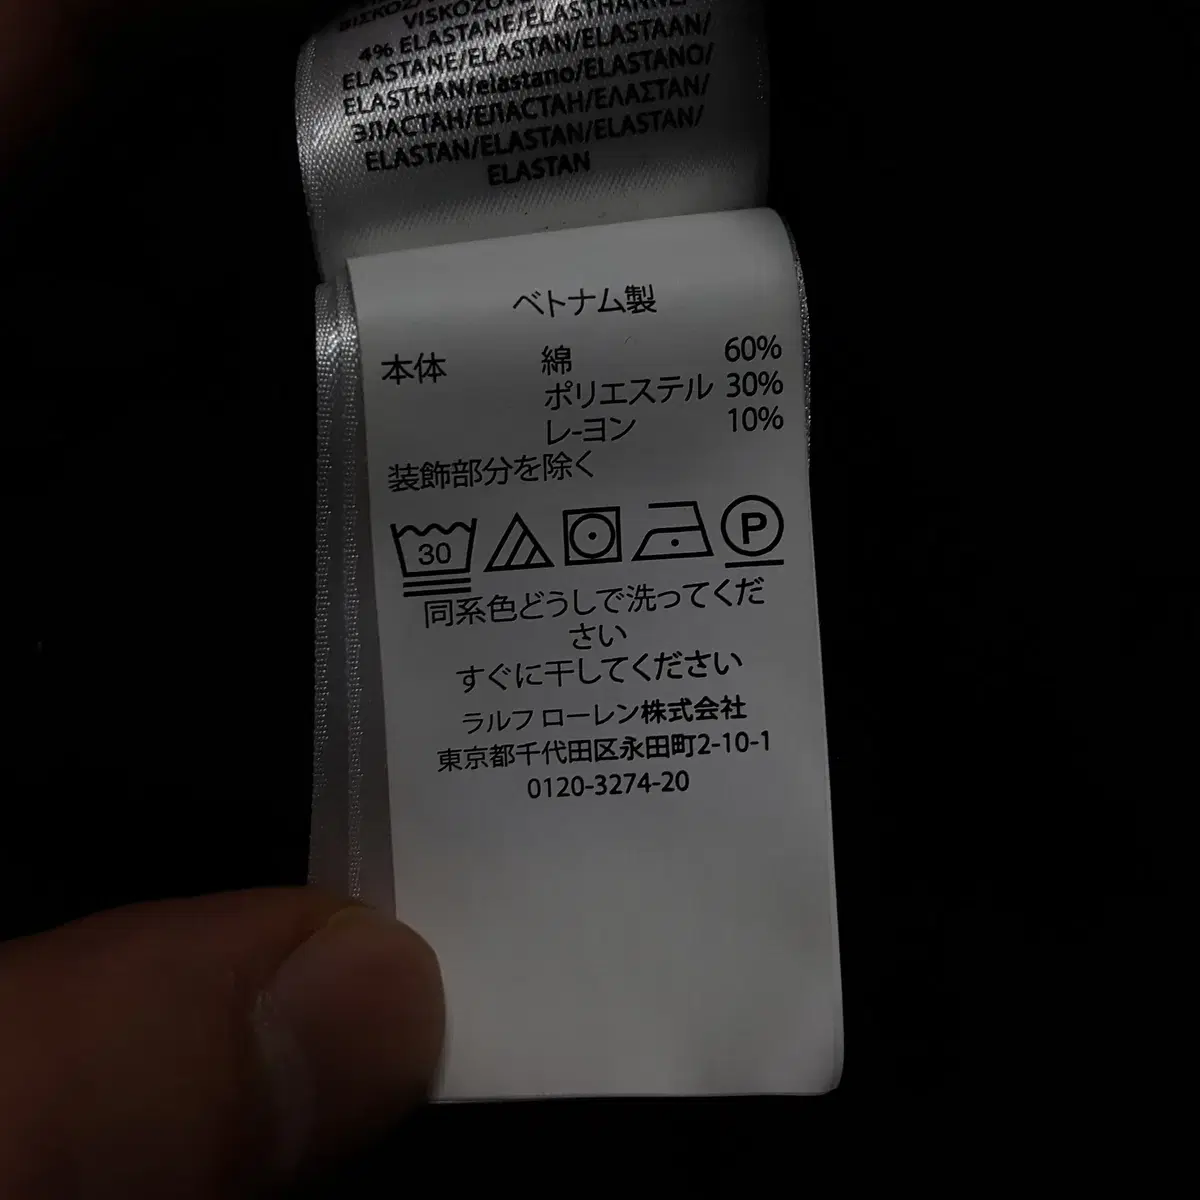 VISKOZOVÉ
4% ELASTANE/ELASTHANNE/
ELASTANE/ELASTAN/ELASTAAN/
ELASTHAN/elastano/ELASTANO/
ЭЛАСТАН/ЕЛАСТАН/ΕΛΑΣΤΑΝ/
ELASTAN/ELASTAN/ELASTAN/
ELASTAN
ベトナム製
本体 綿 60%
ポリエステル 30%
レーヨン 10%
装飾部分を除く
30 P
同系色どうしで洗ってくだ
さい
すぐに干してください
ラルフ ローレン株式会社
東京都千代田区永田町2-10-1
0120-3274-20